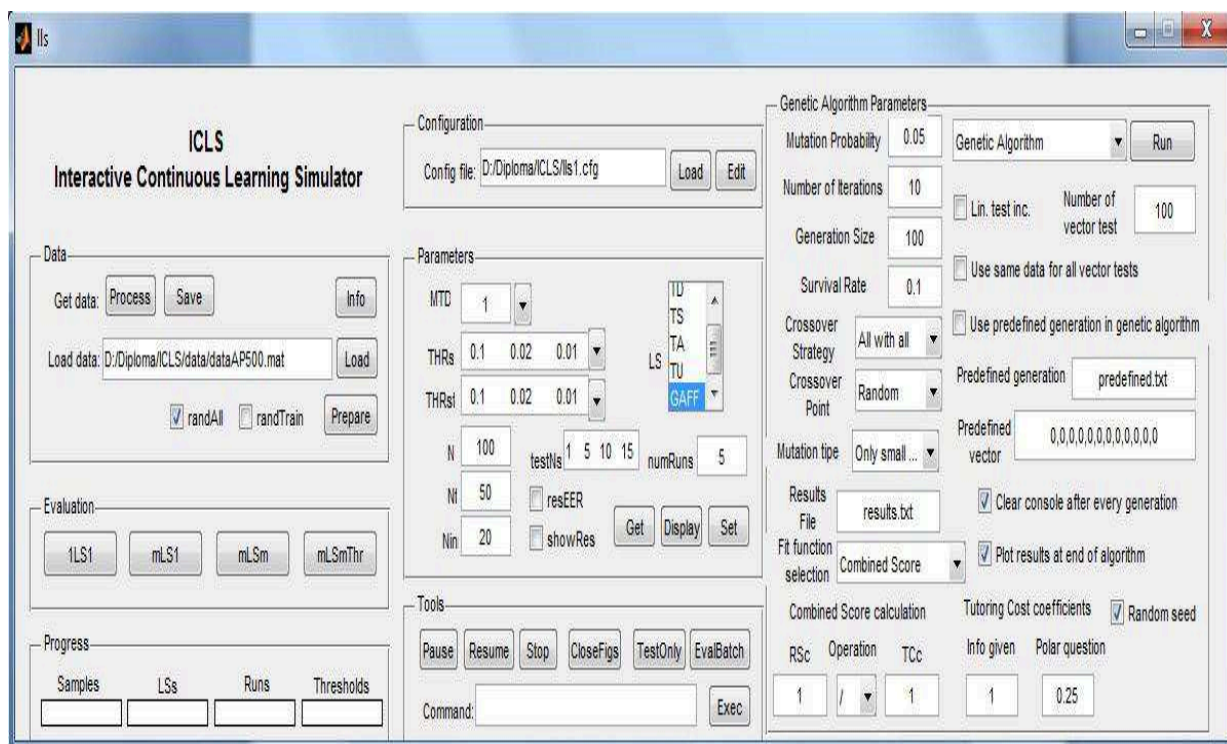 lls
ICLS
Interactive Continuous Learning Simulator
Data
Get data: Process Save Info
Load data: D:/Diploma/ICLS/data/dataAP500.mat Load
randAll randTrain Prepare
Evaluation
1LS1 mLS1 mLSm mLSmThr
Progress
Samples LSs Runs Thresholds
Configuration
Config file: D:/Diploma/ICLS/lls1.cfg Load Edit
Parameters
MTD 1
THRs 0.1 0.02 0.01
THRst 0.1 0.02 0.01
LS
TD
TS
TA
TU
GAFF
N 100 testNs 1 5 10 15 numRuns 5
Nt 50 resEER
Nin 20 showRes Get Display Set
Tools
Pause Resume Stop CloseFigs TestOnly EvalBatch
Command: Exec
Genetic Algorithm Parameters
Mutation Probability 0.05
Number of Iterations 10
Generation Size 100
Survival Rate 0.1
Crossover
Strategy
All with all
Crossover
Point
Random
Mutation tipe Only small ...
Results
File
results.txt
Fit function
selection
Combined Score
Genetic Algorithm Run
Lin. test inc.
Number of
vector test
100
Use same data for all vector tests
Use predefined generation in genetic algorithm
Predefined generation predefined.txt
Predefined
vector
0,0,0,0,0,0,0,0,0,0,0,0
Clear console after every generation
Plot results at end of algorithm
Combined Score calculation
RSc Operation TCc
1 / 1
Tutoring Cost coefficients Random seed
Info given Polar question
1 0.25